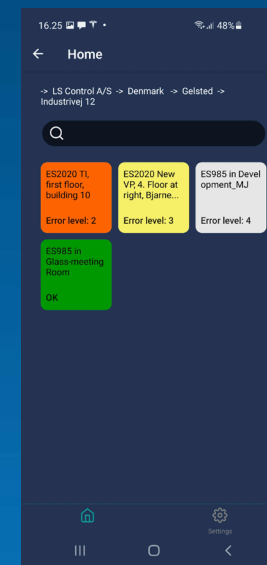 16.25 48%
Home
-> LS Control A/S -> Denmark -> Gelsted ->
Industrivej 12
ES2020 TI,
first floor,
building 10
Error level: 2
ES2020 New
VP, 4. Floor at
right, Bjarne...
Error level: 3
ES985 in Devel
opment_MJ
Error level: 4
ES985 in
Glass-meeting
Room
OK
Settings